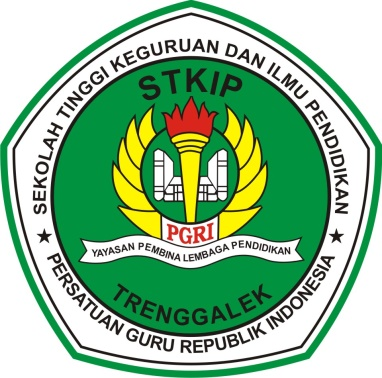 SEKOLAH TINGGI KEGURUAN DAN ILMU PENDIDIKAN
STKIP
PGRI
YAYASAN PEMBINA LEMBAGA PENDIDIKAN
TRENGGALEK
PERSATUAN GURU REPUBLIK INDONESIA